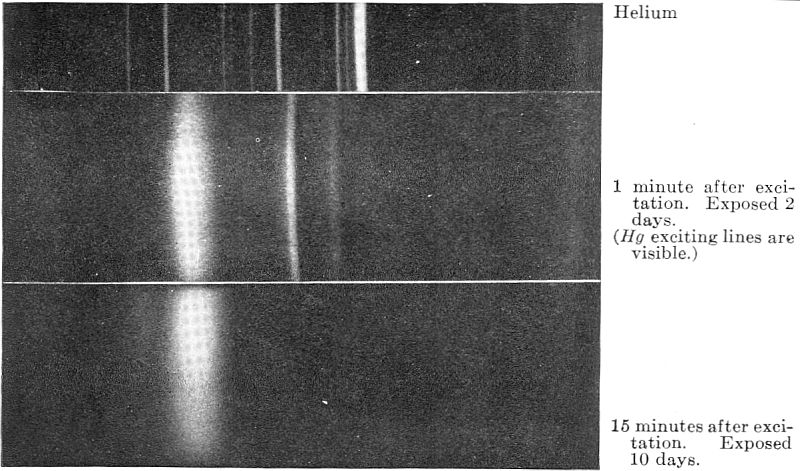 Helium
1 minute after exci-
tation. Exposed 2
days.
(Hg exciting lines are
visible.)
15 minutes after exci-
tation. Exposed
10 days.